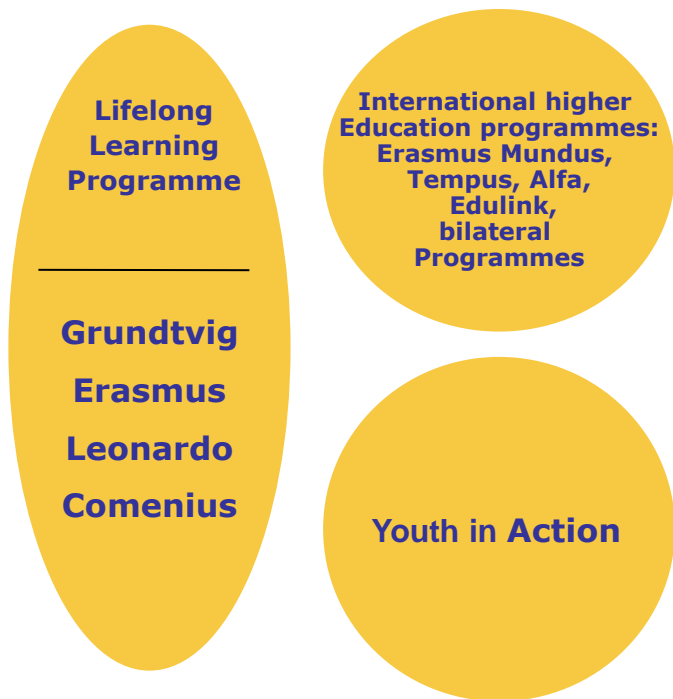 Lifelong
Learning
Programme
Grundtvig
Erasmus
Leonardo
Comenius
International higher
Education programmes:
Erasmus Mundus,
Tempus, Alfa,
Edulink,
bilateral
Programmes
Youth in Action